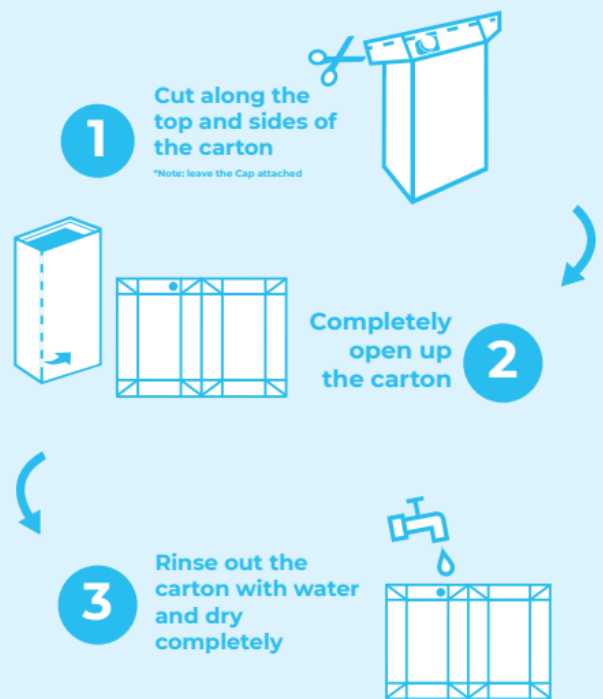 1
Cut along the
top and sides of
the carton
*Note: leave the Cap attached
Completely
open up
the carton
2
3
Rinse out the
carton with water
and dry
completely